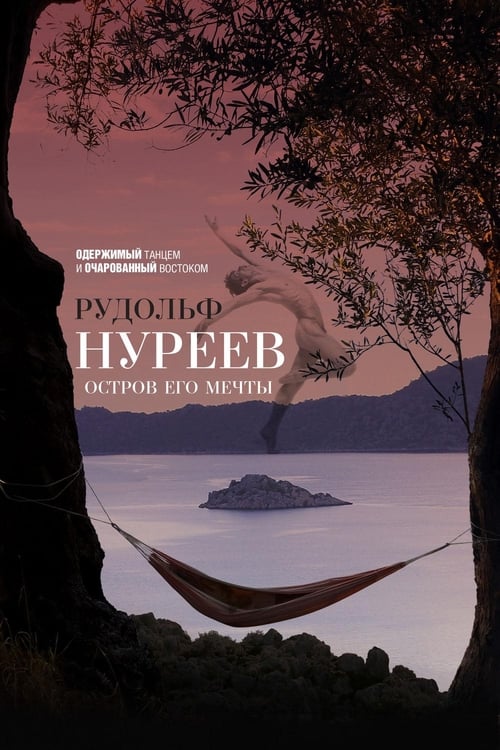 ОДЕРЖИМЫЙ ТАНЦЕМ
И ОЧАРОВАННЫЙ ВОСТОКОМ
РУДОЛЬФ
НУРЕЕВ
ОСТРОВ ЕГО МЕЧТЫ